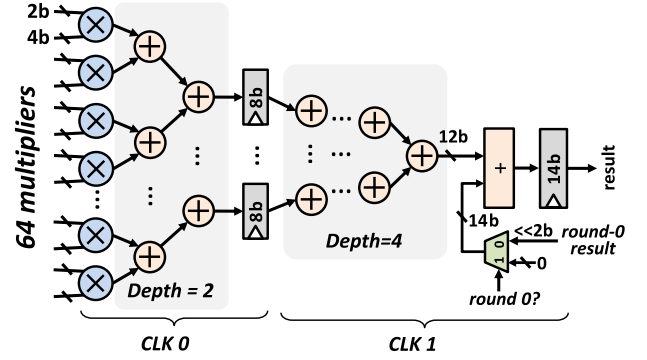 2b
4b
64 multipliers
8b
8b
Depth = 2
Depth=4
12b
+
14b
14b
result
<<2b
round-0
result
1 0
0
round 0?
CLK 0
CLK 1